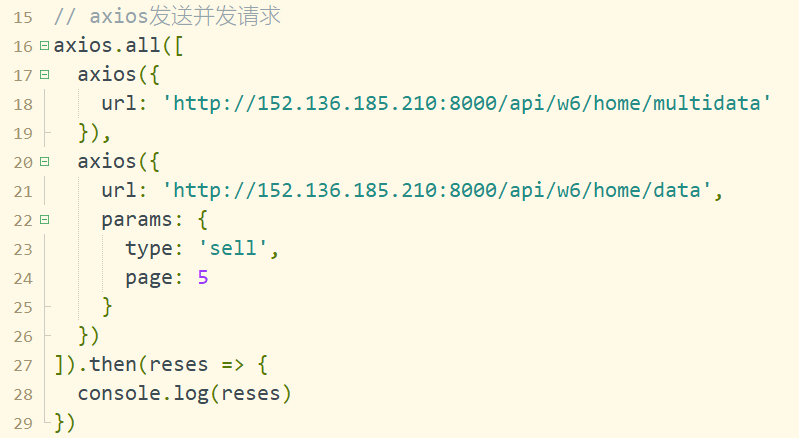 15 // axios发送并发请求
16 axios.all([
17   axios({
18     url: 'http://152.136.185.210:8000/api/w6/home/multidata'
19   }),
20   axios({
21     url: 'http://152.136.185.210:8000/api/w6/home/data',
22     params: {
23       type: 'sell',
24       page: 5
25     }
26   })
27 ]).then(reses => {
28   console.log(reses)
29 })